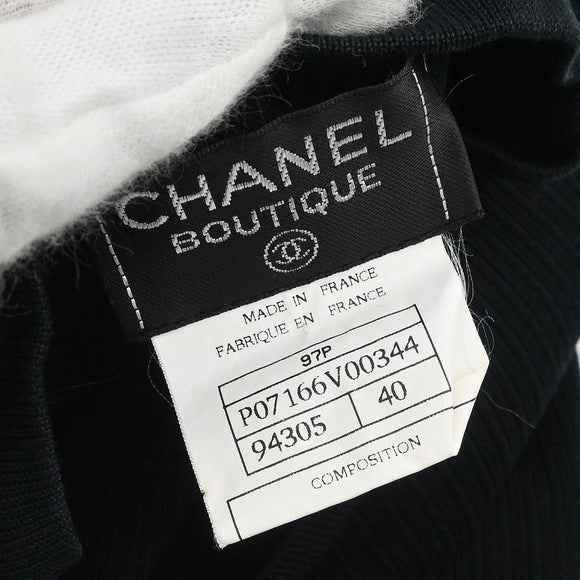 CHANEL
BOUTIQUE
MADE IN FRANCE
FABRIQUE EN FRANCE
97P
P07166V00344
94305 40
COMPOSITION